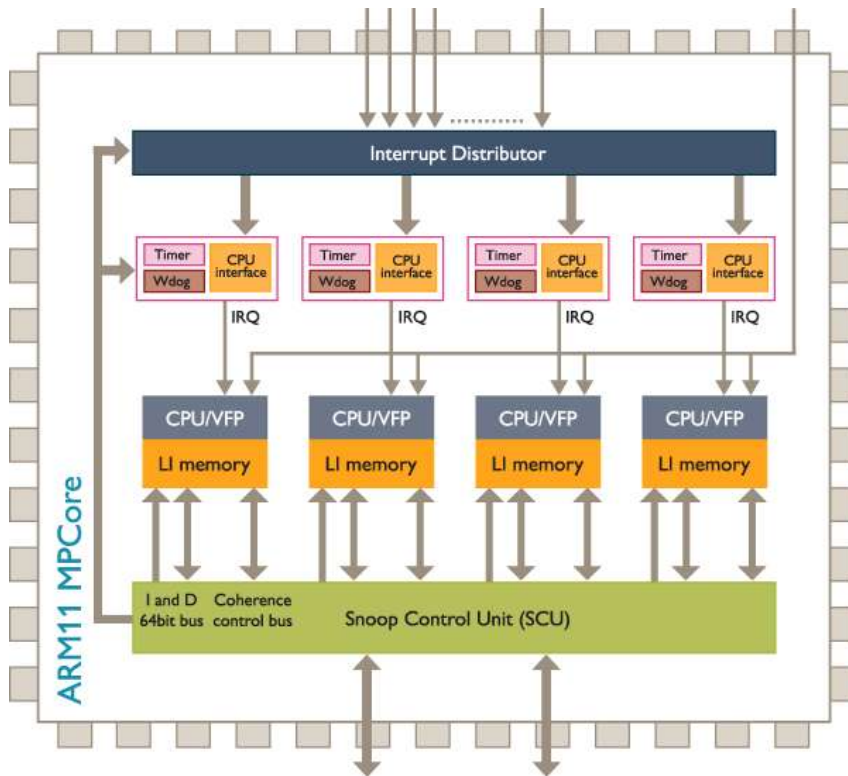 Interrupt Distributor
Timer
Wdog
CPU
interface
Timer
Wdog
CPU
interface
Timer
Wdog
CPU
interface
Timer
Wdog
CPU
interface
IRQ
IRQ
IRQ
IRQ
CPU/VFP
LI memory
CPU/VFP
LI memory
CPU/VFP
LI memory
CPU/VFP
LI memory
I and D
64bit bus
Coherence
control bus
Snoop Control Unit (SCU)
ARM11 MPCore